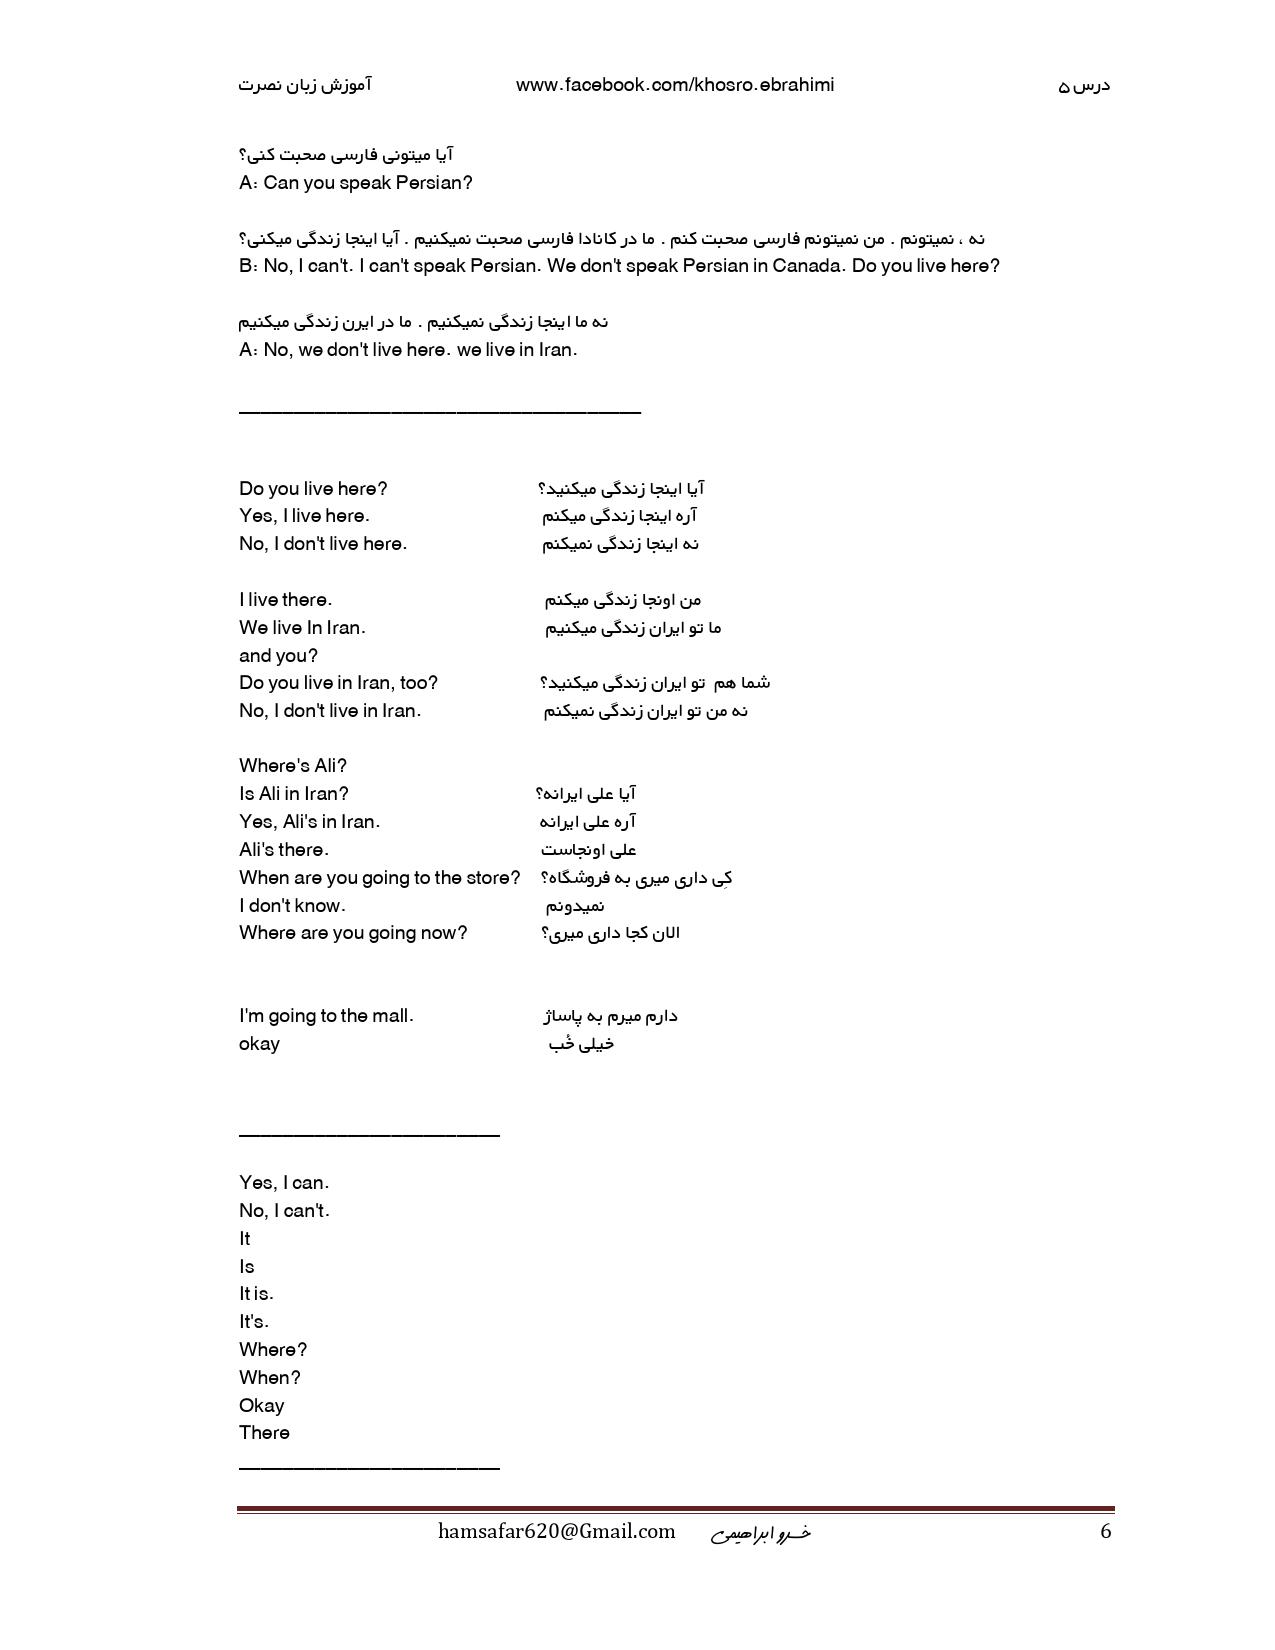 آموزش زبان نصرت www.facebook.com/khosro.ebrahimi درس ۵
آیا میتونی فارسی صحبت کنی؟
A: Can you speak Persian?
نه ، نمیتونم . من نمیتونم فارسی صحبت کنم . ما در کانادا فارسی صحبت نمیکنیم . آیا اینجا زندگی میکنی؟
B: No, I can't. I can't speak Persian. We don't speak Persian in Canada. Do you live here?
نه ما اینجا زندگی نمیکنیم . ما در ایرن زندگی میکنیم
A: No, we don't live here. we live in Iran.
Do you live here? آیا اینجا زندگی میکنید؟
Yes, I live here. آره اینجا زندگی میکنم
No, I don't live here. نه اینجا زندگی نمیکنم
I live there. من اونجا زندگی میکنم
We live In Iran. ما تو ایران زندگی میکنیم
and you?
Do you live in Iran, too? شما هم تو ایران زندگی میکنید؟
No, I don't live in Iran. نه من تو ایران زندگی نمیکنم
Where's Ali?
Is Ali in Iran? آیا علی ایرانه؟
Yes, Ali's in Iran. آره علی ایرانه
Ali's there. علی اونجاست
When are you going to the store? کِی داری میری به فروشگاه؟
I don't know. نمیدونم
Where are you going now? الان کجا داری میری؟
I'm going to the mall. دارم میرم به پاساژ
okay خیلی خُب
Yes, I can.
No, I can't.
It
Is
It is.
It's.
Where?
When?
Okay
There
hamsafar620@Gmail.com خسرو ابراهیمی 6